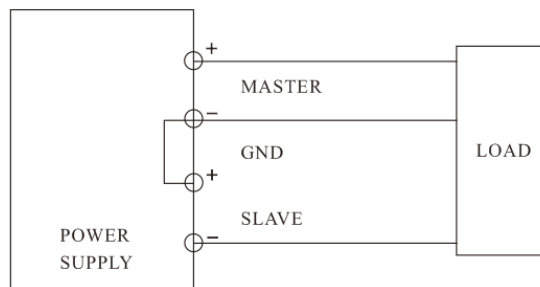 +
MASTER
−
GND
+
SLAVE
−
LOAD
POWER
SUPPLY